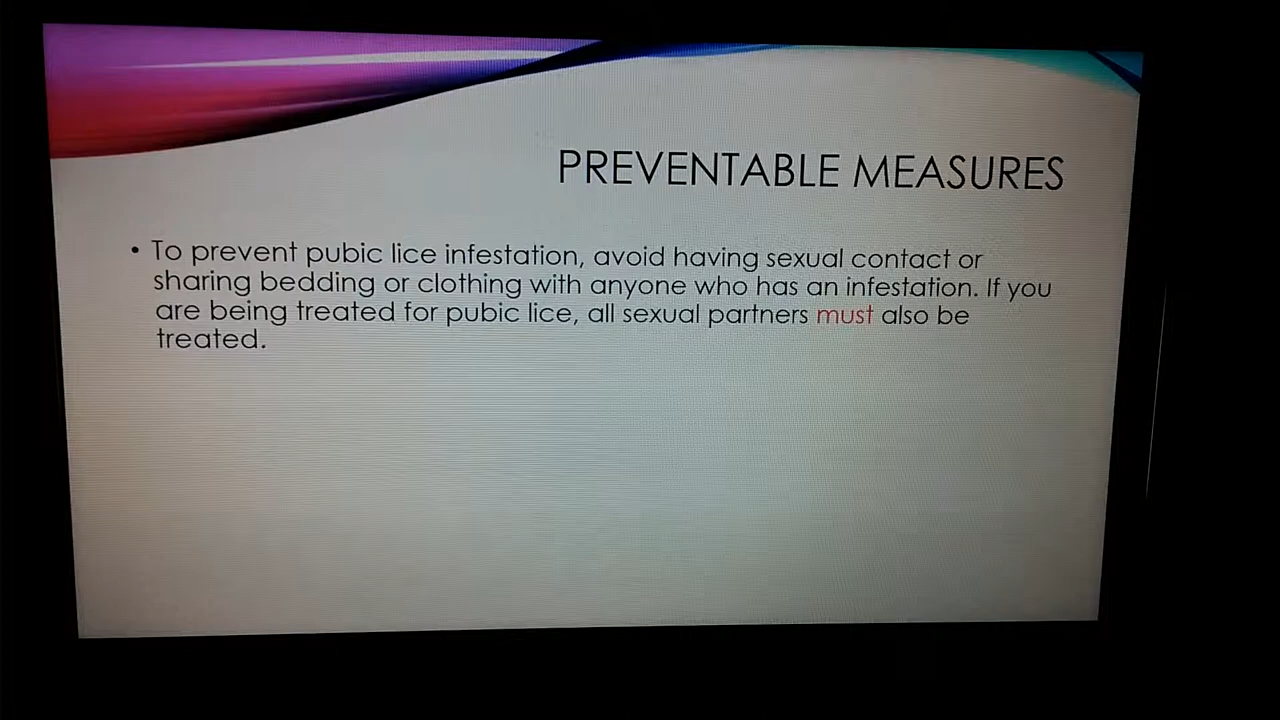 PREVENTABLE MEASURES
• To prevent pubic lice infestation, avoid having sexual contact or
sharing bedding or clothing with anyone who has an infestation. If you
are being treated for pubic lice, all sexual partners must also be
treated.